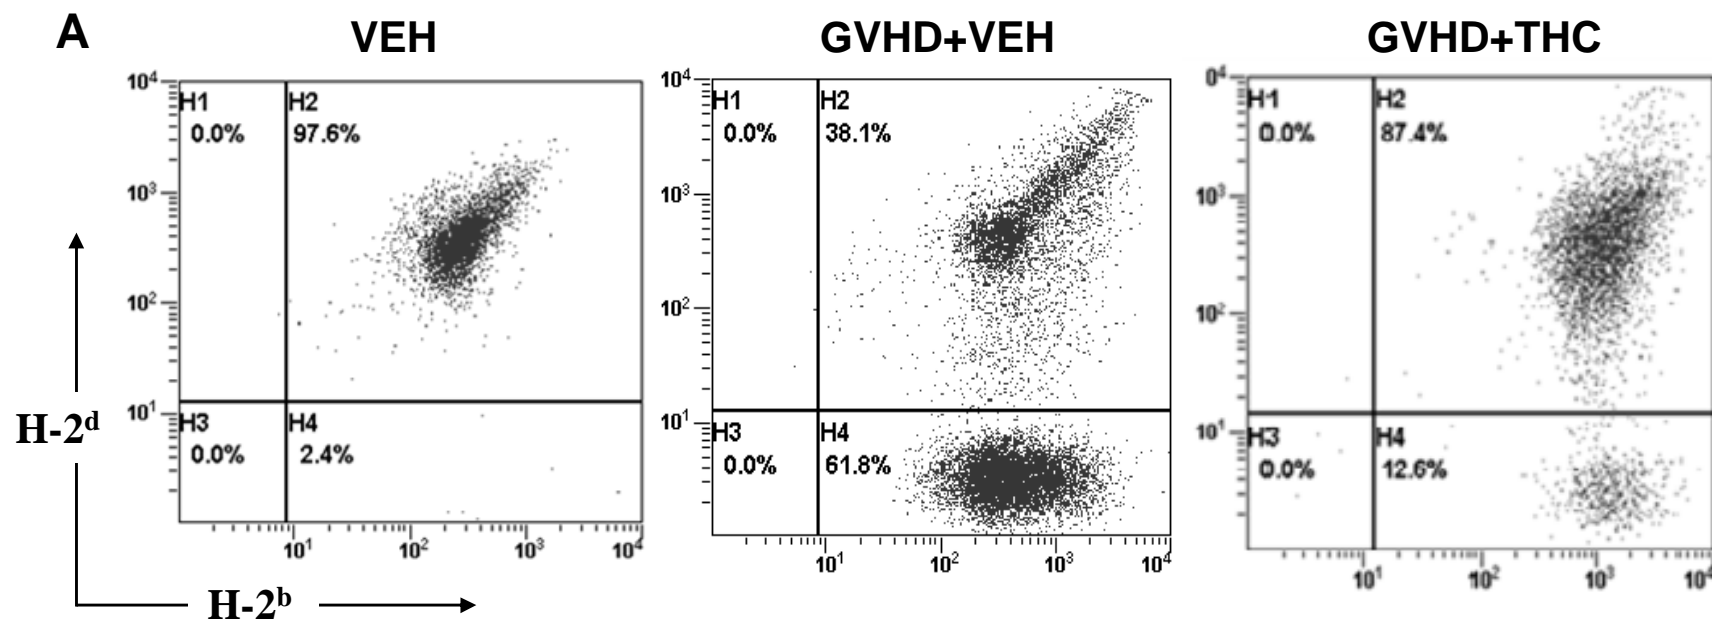 A
VEH
GVHD+VEH
GVHD+THC
10⁴
H1
0.0%
H2
97.6%
10³
10²
10¹
H3
0.0%
H4
2.4%
10¹
10²
10³
10⁴
10⁴
H1
0.0%
H2
38.1%
10³
10²
10¹
H3
0.0%
H4
61.8%
10¹
10²
10³
10⁴
0⁴
H1
0.0%
H2
87.4%
10³
10²
10¹
H3
0.0%
H4
12.6%
10¹
10²
10³
10⁴
H-2ᵈ
H-2ᵇ